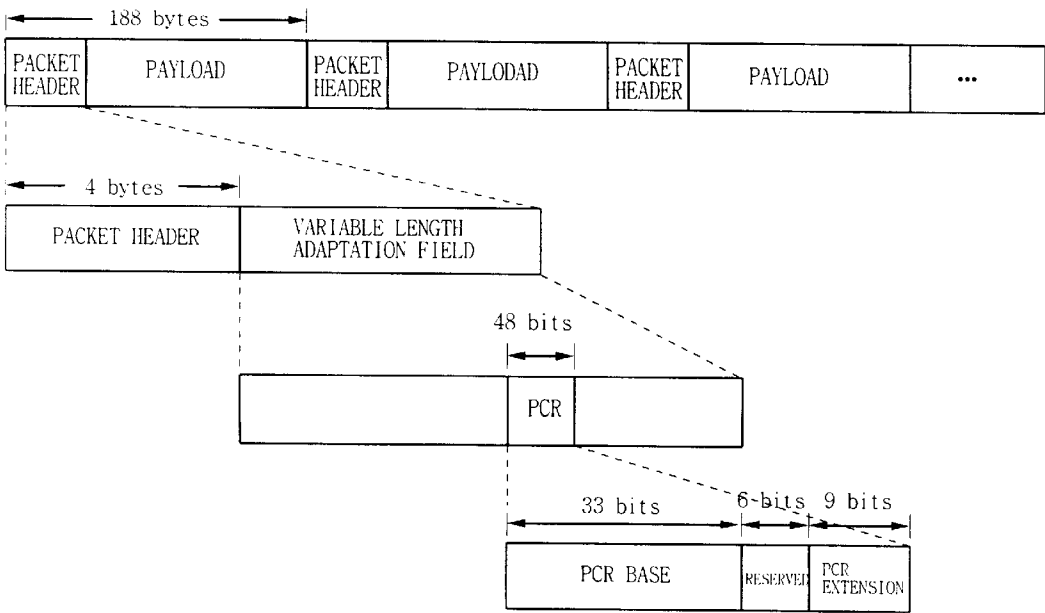 188 bytes
PACKET
HEADER
PAYLOAD
PACKET
HEADER
PAYLODAD
PACKET
HEADER
PAYLOAD
...
4 bytes
PACKET HEADER
VARIABLE LENGTH
ADAPTATION FIELD
48 bits
PCR
33 bits
6 bits
9 bits
PCR BASE
RESERVED
PCR
EXTENSION